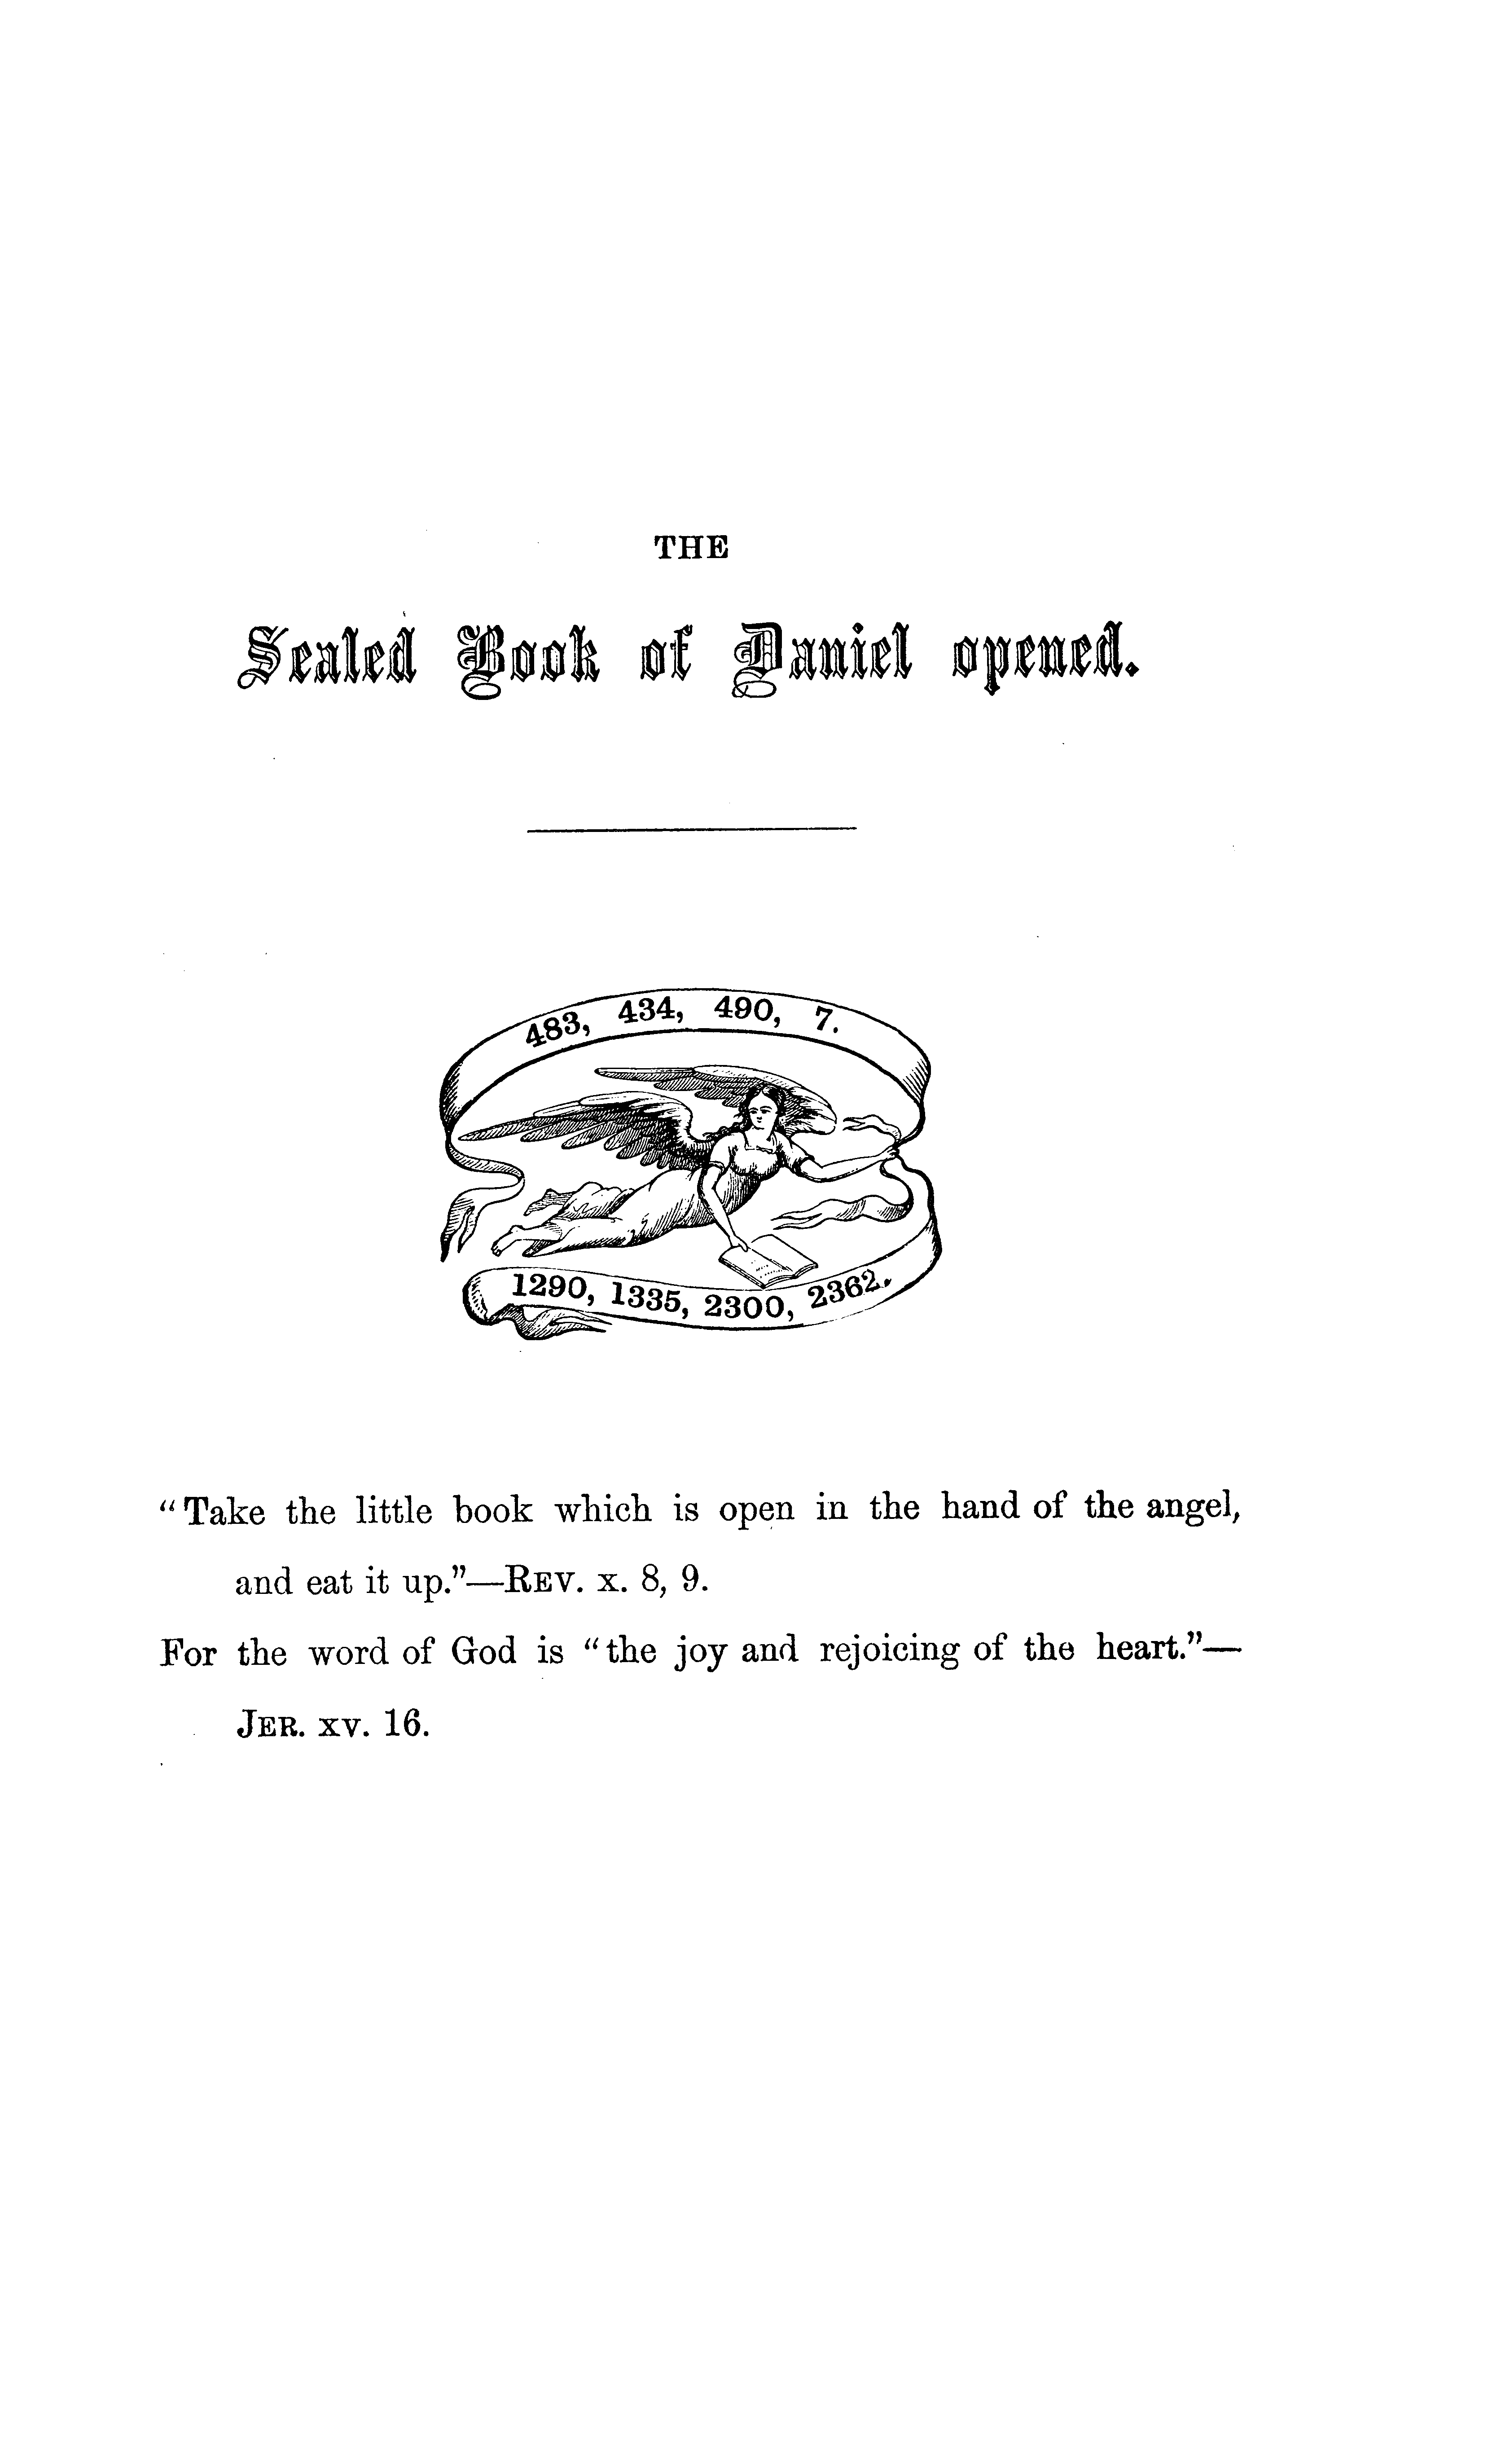 THE
Sealed Book of Daniel opened.
483, 434, 490, 7.
1290, 1335, 2300, 2362.
“Take the little book which is open in the hand of the angel,
and eat it up.”—REV. X. 8, 9.
For the word of God is “the joy and rejoicing of the heart.”—
JER. XV. 16.